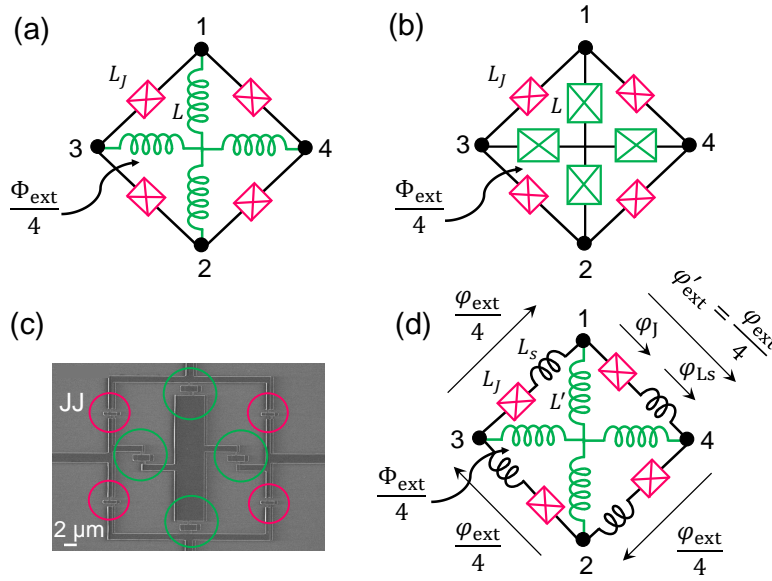 (a)
1
L_J
L
3
4
Φ_ext
4
2
(b)
1
L_J
L
3
4
Φ_ext
4
2
(c)
JJ
2 μm
(d)
φ_ext
4
φ'_ext = φ_ext
4
1
φ_J
L_s
φ_Ls
L_J
L'
3
4
Φ_ext
4
φ_ext
4
2
φ_ext
4